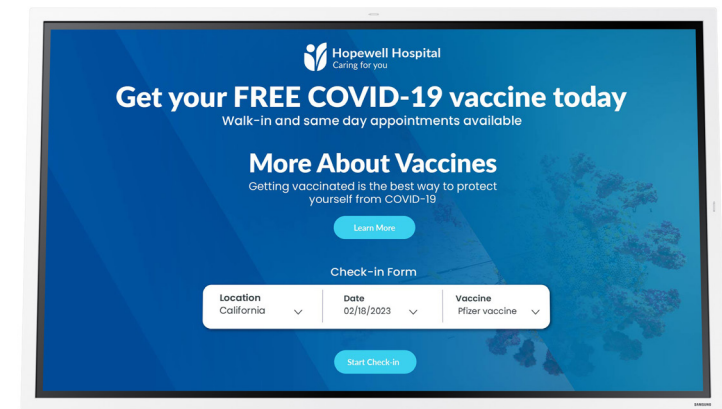 Hopewell Hospital
Caring for you
Get your FREE COVID-19 vaccine today
Walk-in and same day appointments available
More About Vaccines
Getting vaccinated is the best way to protect
yourself from COVID-19
Learn More
Check-in Form
Location Date Vaccine
California 02/18/2023 Pfizer vaccine
Start Check-in
SAMSUNG